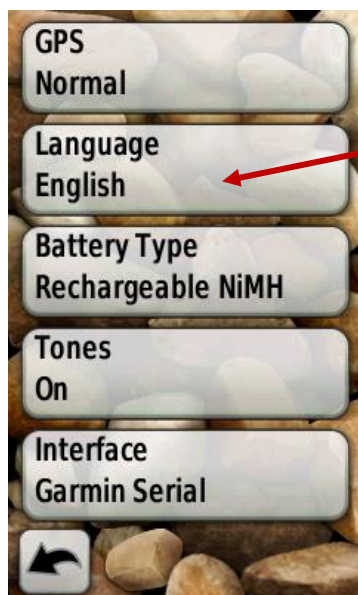 GPS
Normal
Language
English
Battery Type
Rechargeable NiMH
Tones
On
Interface
Garmin Serial